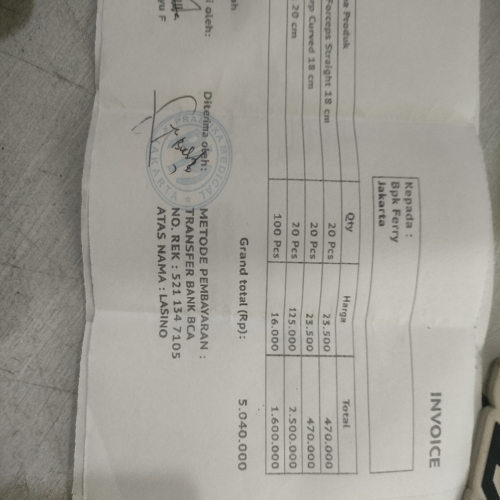 INVOICE
Kepada :
Bpk Ferry
Jakarta
Produk Qty Harga Total
Forceps Straight 18 cm 20 Pcs 23.500 470.000
Curved 18 cm 20 Pcs 23.500 470.000
20 cm 20 Pcs 125.000 2.500.000
100 Pcs 16.000 1.600.000
Grand total (Rp): 5.040.000
oleh: Diterima oleh:
METODE PEMBAYARAN :
TRANSFER BANK BCA
NO. REK : 521 134 7105
ATAS NAMA : LASINO
MEDICAL
JAKARTA